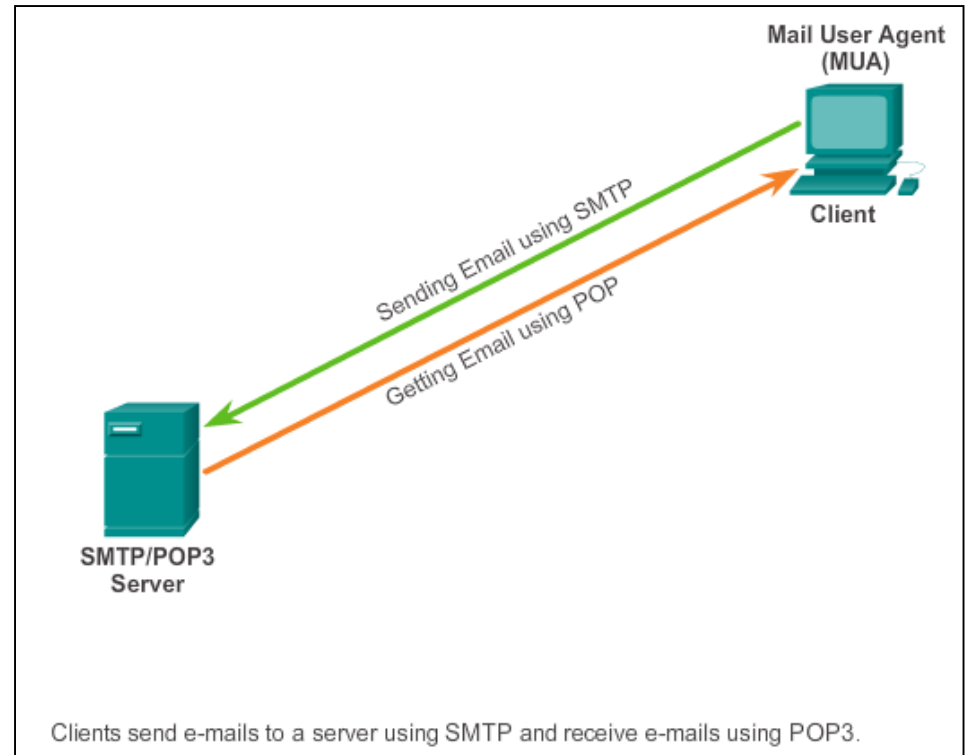 Mail User Agent
(MUA)
Client
Sending Email using SMTP
Getting Email using POP
SMTP/POP3
Server
Clients send e-mails to a server using SMTP and receive e-mails using POP3.